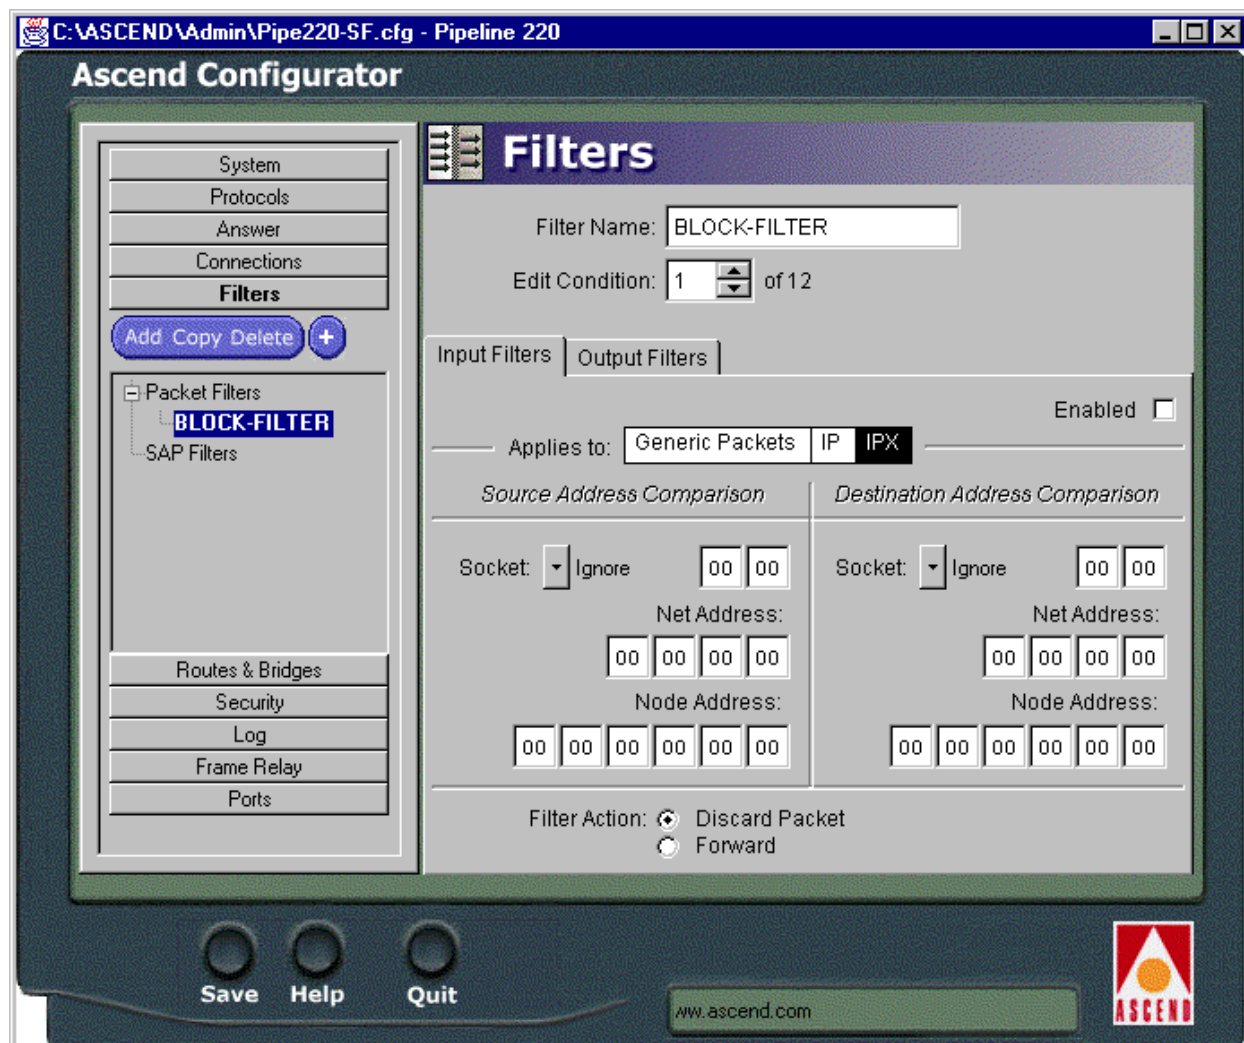 C:\ASCEND\Admin\Pipe220-SF.cfg - Pipeline 220
Ascend Configurator
System
Protocols
Answer
Connections
Filters
Add Copy Delete +
Packet Filters
BLOCK-FILTER
SAP Filters
Routes & Bridges
Security
Log
Frame Relay
Ports
Filters
Filter Name: BLOCK-FILTER
Edit Condition: 1 of 12
Input Filters Output Filters
Enabled
Applies to: Generic Packets IP IPX
Source Address Comparison
Socket: Ignore 00 00
Net Address:
00 00 00 00
Node Address:
00 00 00 00 00 00
Destination Address Comparison
Socket: Ignore 00 00
Net Address:
00 00 00 00
Node Address:
00 00 00 00 00 00
Filter Action: Discard Packet
Forward
Save Help Quit
ww.ascend.com
ASCEND